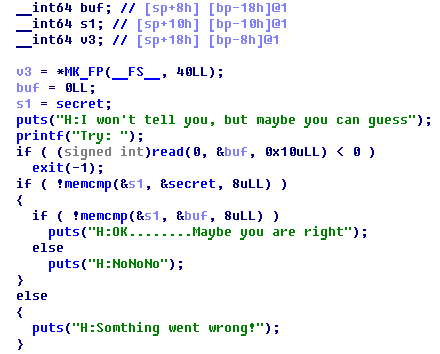 __int64 buf; // [sp+8h] [bp-18h]@1
__int64 s1; // [sp+10h] [bp-10h]@1
__int64 v3; // [sp+18h] [bp-8h]@1
v3 = *MK_FP(__FS__, 40LL);
buf = 0LL;
s1 = secret;
puts("H:I won't tell you, but maybe you can guess");
printf("Try: ");
if ( (signed int)read(0, &buf, 0x10uLL) < 0 )
exit(-1);
if ( !memcmp(&s1, &secret, 8uLL) )
{
if ( !memcmp(&s1, &buf, 8uLL) )
puts("H:OK........Maybe you are right");
else
puts("H:NoNoNo");
}
else
{
puts("H:Somthing went wrong!");
}